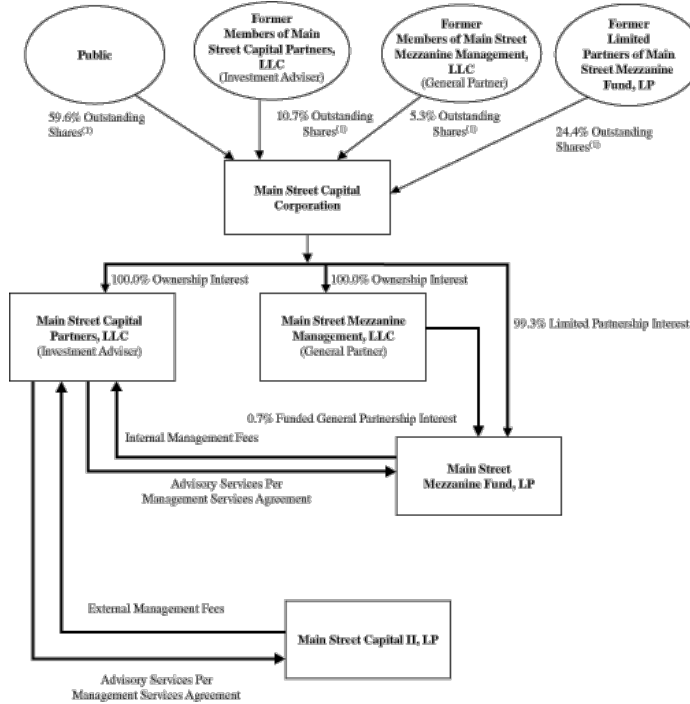 Public
Former
Members of Main
Street Capital Partners,
LLC
(Investment Adviser)
Former
Members of Main Street
Mezzanine Management,
LLC
(General Partner)
Former
Limited
Partners of Main
Street Mezzanine
Fund, LP
59.6% Outstanding
Shares(1)
10.7% Outstanding
Shares(1)
5.3% Outstanding
Shares(1)
24.4% Outstanding
Shares(1)
Main Street Capital
Corporation
100.0% Ownership Interest
100.0% Ownership Interest
99.3% Limited Partnership Interest
Main Street Capital
Partners, LLC
(Investment Adviser)
Main Street Mezzanine
Management, LLC
(General Partner)
0.7% Funded General Partnership Interest
Internal Management Fees
Main Street
Mezzanine Fund, LP
Advisory Services Per
Management Services Agreement
External Management Fees
Main Street Capital II, LP
Advisory Services Per
Management Services Agreement